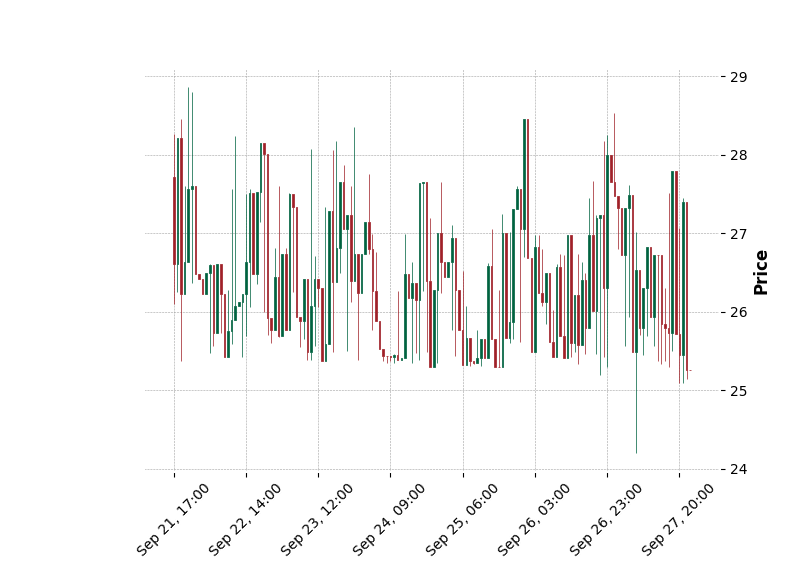 29
28
27
26
25
24
Price
Sep 21, 17:00
Sep 22, 14:00
Sep 23, 12:00
Sep 24, 09:00
Sep 25, 06:00
Sep 26, 03:00
Sep 26, 23:00
Sep 27, 20:00